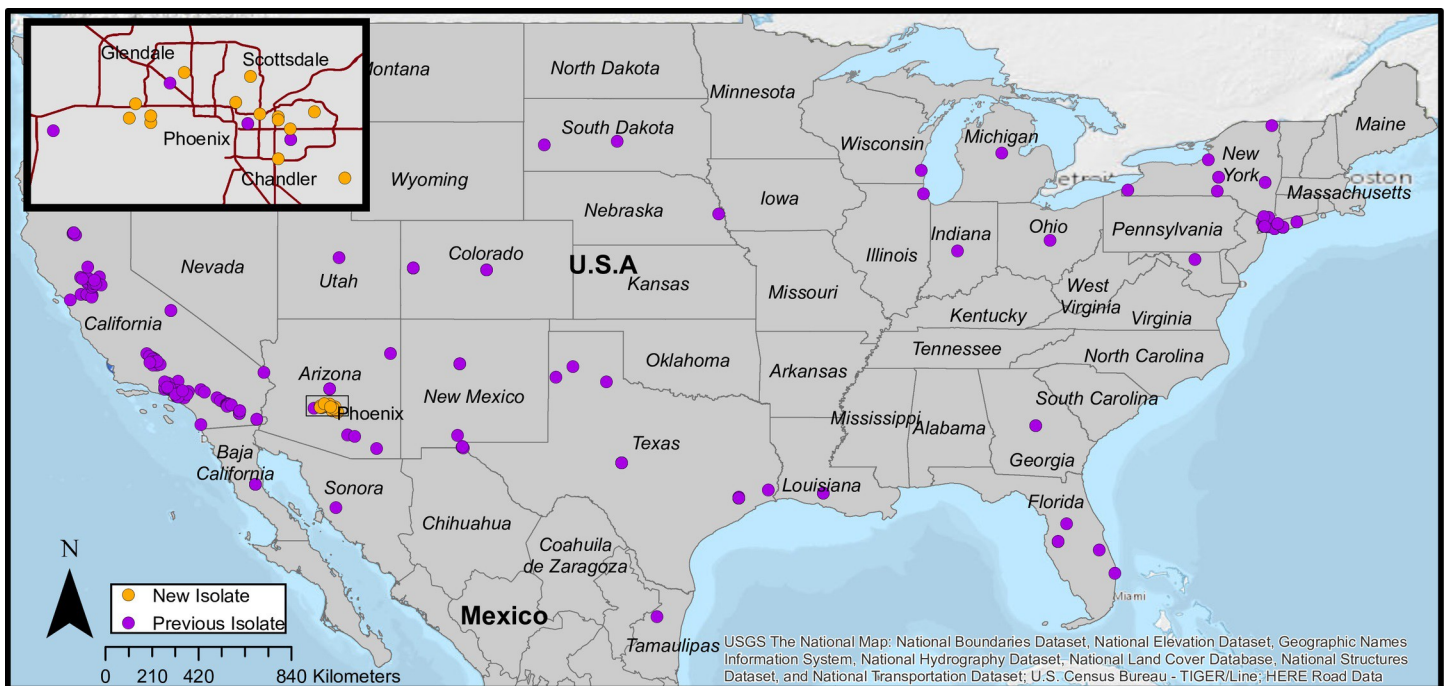 Glendale
Scottsdale
Phoenix
Chandler
Montana
North Dakota
Minnesota
South Dakota
Wisconsin
Michigan
Maine
Wyoming
New
York
oston
Massachusetts
etroit
Iowa
Nebraska
Nevada
Utah
Colorado
U.S.A
Kansas
Illinois
Indiana
Ohio
Pennsylvania
Missouri
West
Virginia
Virginia
Kentucky
California
Arizona
Phoenix
New Mexico
Oklahoma
Arkansas
Tennessee
North Carolina
South Carolina
Mississippi
Alabama
Georgia
Texas
Louisiana
Florida
Miami
Baja
California
Sonora
Chihuahua
Coahuila
de Zaragoza
Mexico
Tamaulipas
N
New Isolate
Previous Isolate
0 210 420 840 Kilometers
USGS The National Map: National Boundaries Dataset, National Elevation Dataset, Geographic Names
Information System, National Hydrography Dataset, National Land Cover Database, National Structures
Dataset, and National Transportation Dataset; U.S. Census Bureau - TIGER/Line; HERE Road Data